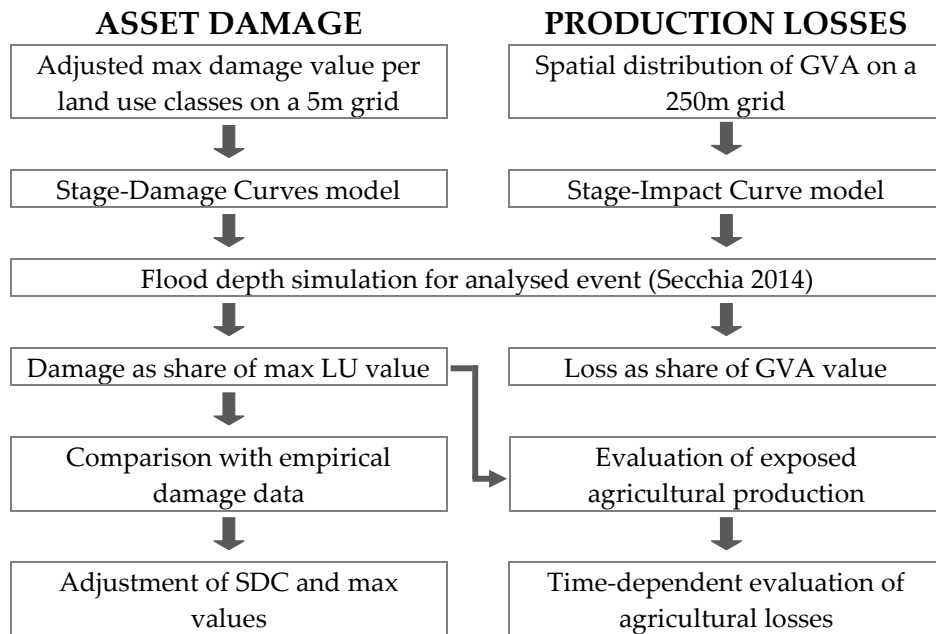 ASSET DAMAGE
PRODUCTION LOSSES
Adjusted max damage value per
land use classes on a 5m grid
Spatial distribution of GVA on a
250m grid
Stage-Damage Curves model
Stage-Impact Curve model
Flood depth simulation for analysed event (Secchia 2014)
Damage as share of max LU value
Loss as share of GVA value
Comparison with empirical
damage data
Evaluation of exposed
agricultural production
Adjustment of SDC and max
values
Time-dependent evaluation of
agricultural losses